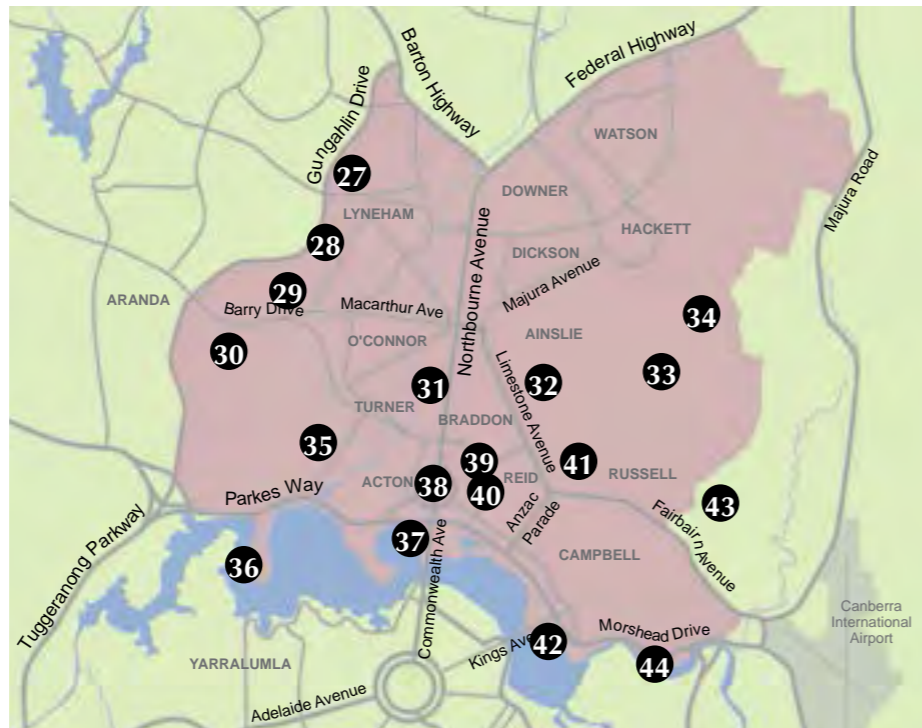 Barton Highway
Federal Highway
Gungahlin Drive
WATSON
27
Majura Road
DOWNER
LYNEHAM
HACKETT
28
Northbourne Avenue
DICKSON
29
Majura Avenue
ARANDA
Barry Drive
Macarthur Ave
34
AINSLIE
O'CONNOR
30
Limestone Avenue
33
31
32
TURNER
BRADDON
35
39
41
RUSSELL
ACTON
38
REID
40
Parkes Way
Anzac
Parade
43
Fairbairn Avenue
37
36
CAMPBELL
Tuggeranong Parkway
Commonwealth Ave
Canberra
International
Airport
Morshead Drive
42
Kings Ave
44
YARRALUMLA
Adelaide Avenue